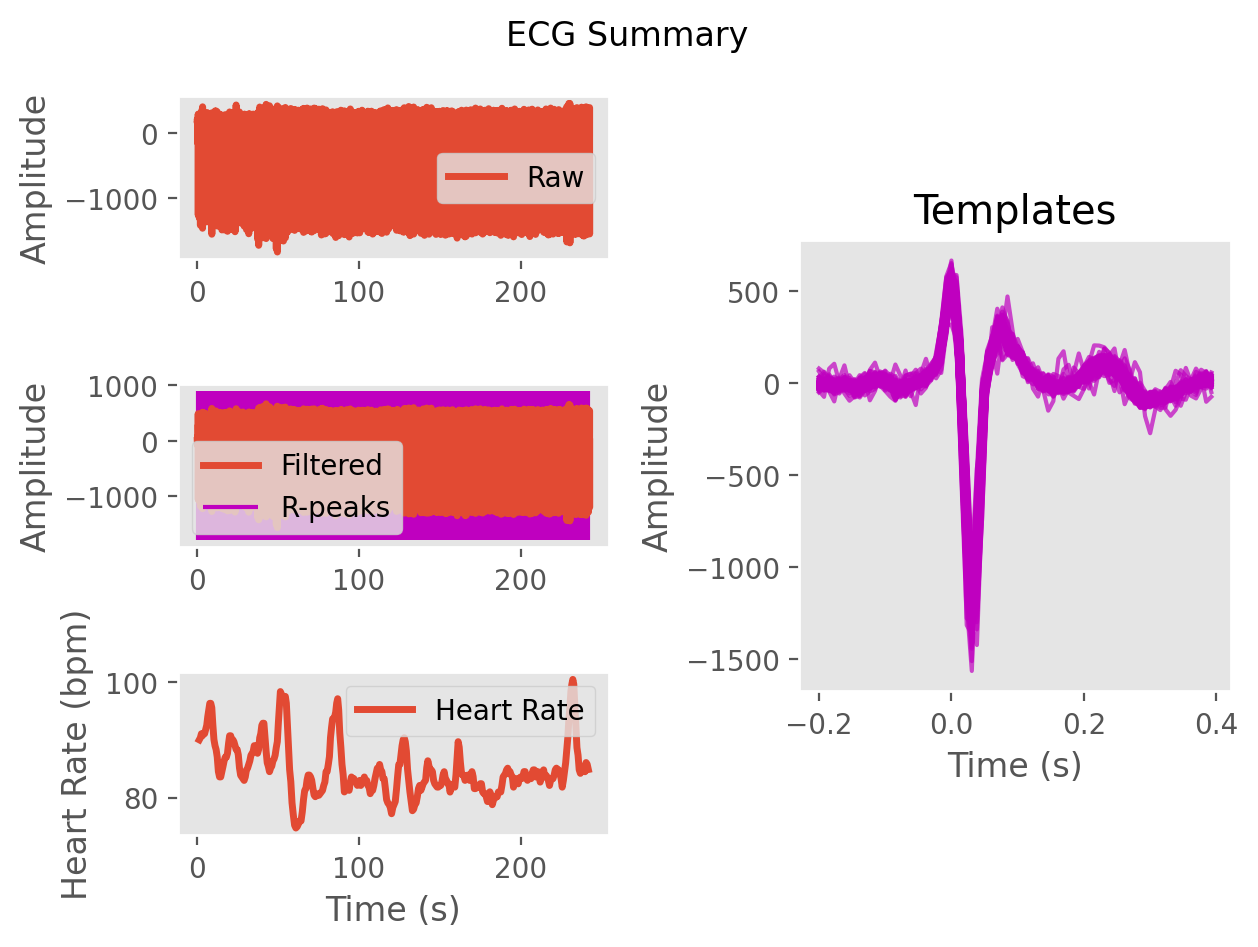 ECG Summary
Amplitude
0
−1000
Raw
0 100 200
Amplitude
1000
0
−1000
Filtered
R-peaks
0 100 200
Heart Rate (bpm)
100
80
Heart Rate
0 100 200
Time (s)
Templates
Amplitude
500
0
−500
−1000
−1500
−0.2 0.0 0.2 0.4
Time (s)